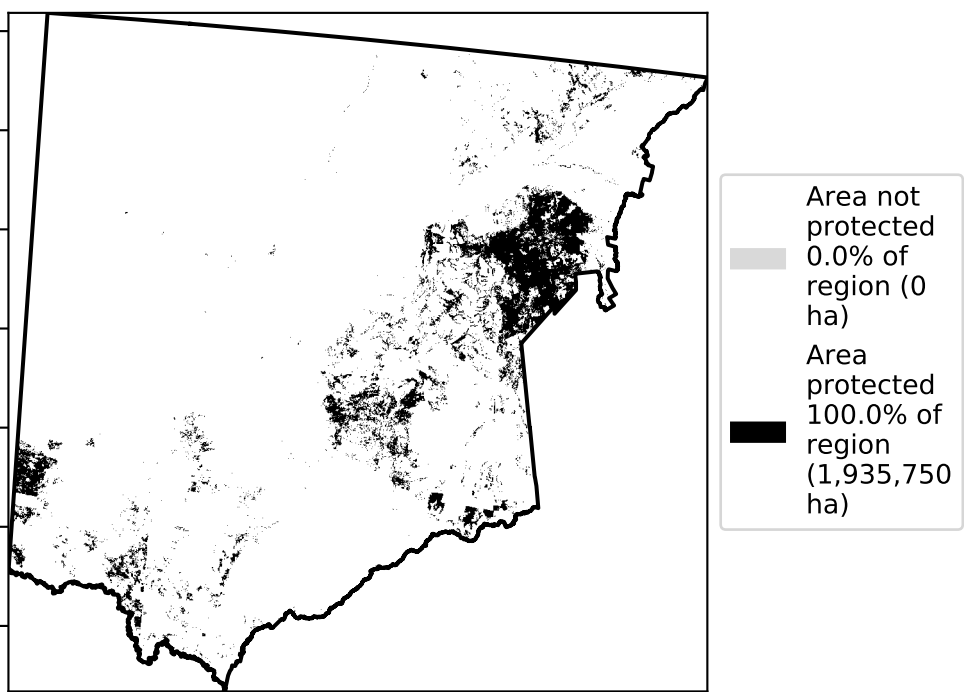 Area not
protected
0.0% of
region (0
ha)
Area
protected
100.0% of
region
(1,935,750
ha)